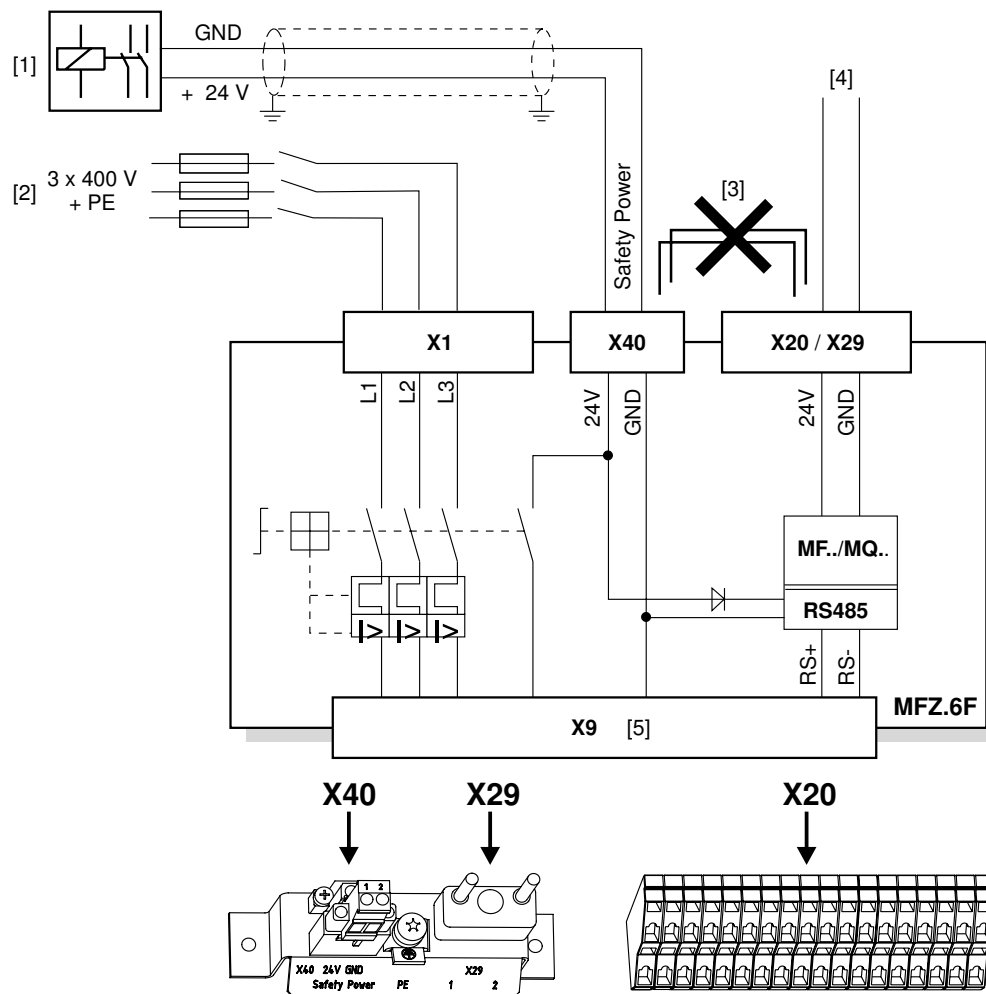 GND
[1]
+ 24 V
[4]
[2] 3 x 400 V
+ PE
Safety Power
[3]
X1
X40
X20 / X29
L1
L2
L3
24V
GND
24V
GND
MF../MQ..
RS485
I>
I>
I>
RS+
RS-
MFZ.6F
X9 [5]
X40
X29
X20
1 2
X40 24V GND X29
Safety Power PE 1 2